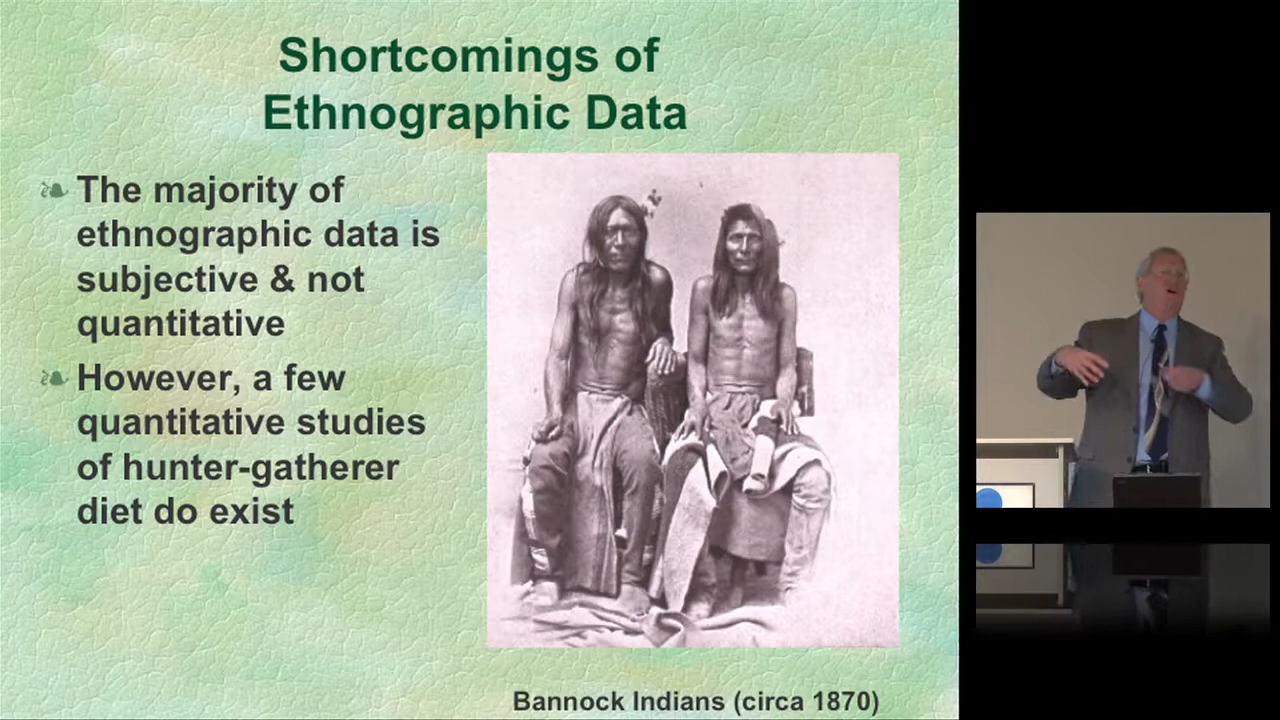 Shortcomings of
Ethnographic Data
❧ The majority of
ethnographic data is
subjective & not
quantitative
❧ However, a few
quantitative studies
of hunter-gatherer
diet do exist
Bannock Indians (circa 1870)